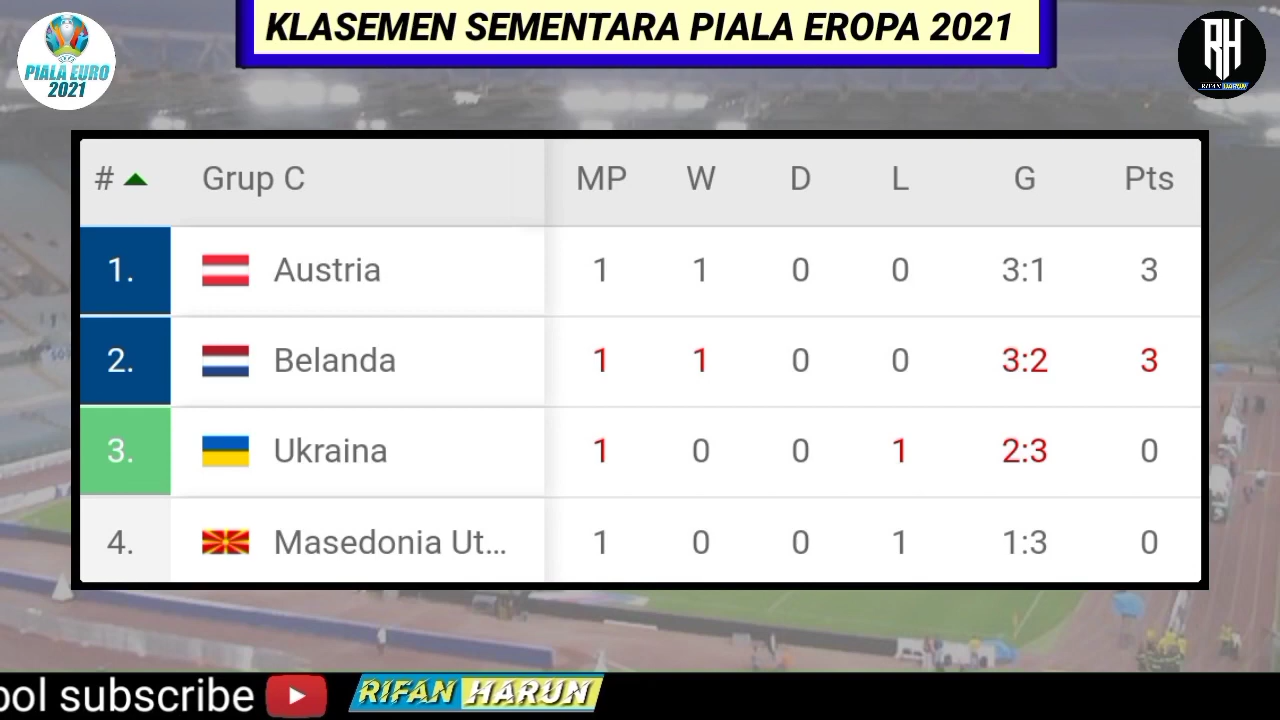 KLASEMEN SEMENTARA PIALA EROPA 2021
PIALA EURO
2021
RH
RIFAN HARUN
# Grup C MP W D L G Pts
1. Austria 1 1 0 0 3:1 3
2. Belanda 1 1 0 0 3:2 3
3. Ukraina 1 0 0 1 2:3 0
4. Masedonia Ut... 1 0 0 1 1:3 0
ool subscribe RIFAN HARUN